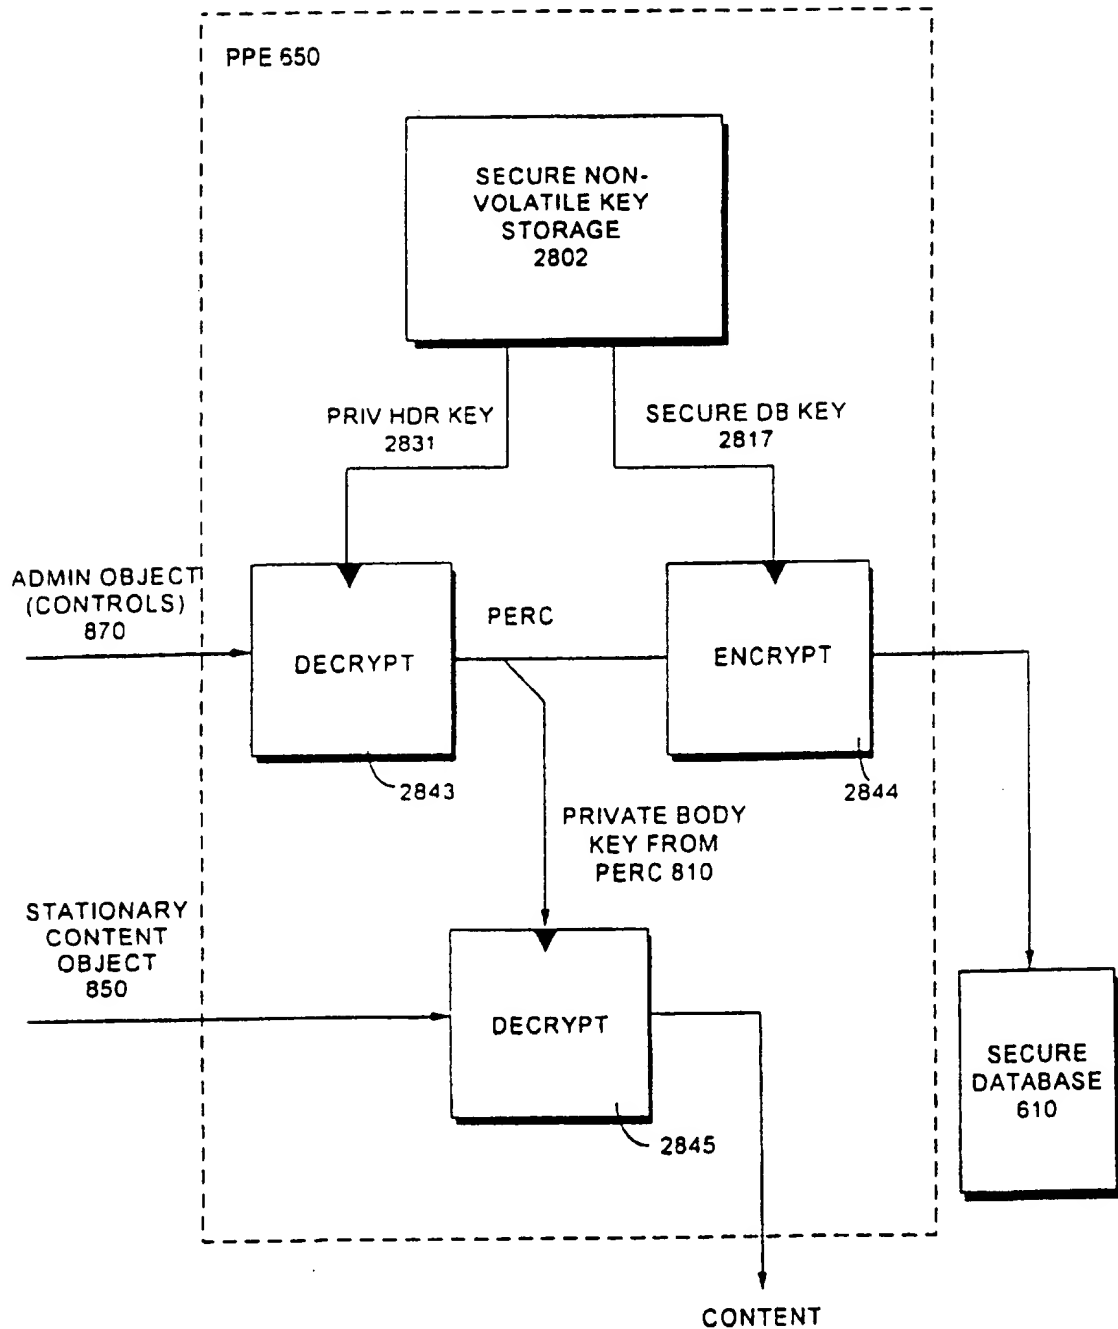 PPE 650
SECURE NON-
VOLATILE KEY
STORAGE
2802
PRIV HDR KEY
2831
SECURE DB KEY
2817
ADMIN OBJECT
(CONTROLS)
870
DECRYPT
PERC
ENCRYPT
2843
2844
PRIVATE BODY
KEY FROM
PERC 810
STATIONARY
CONTENT
OBJECT
850
DECRYPT
2845
SECURE
DATABASE
610
CONTENT